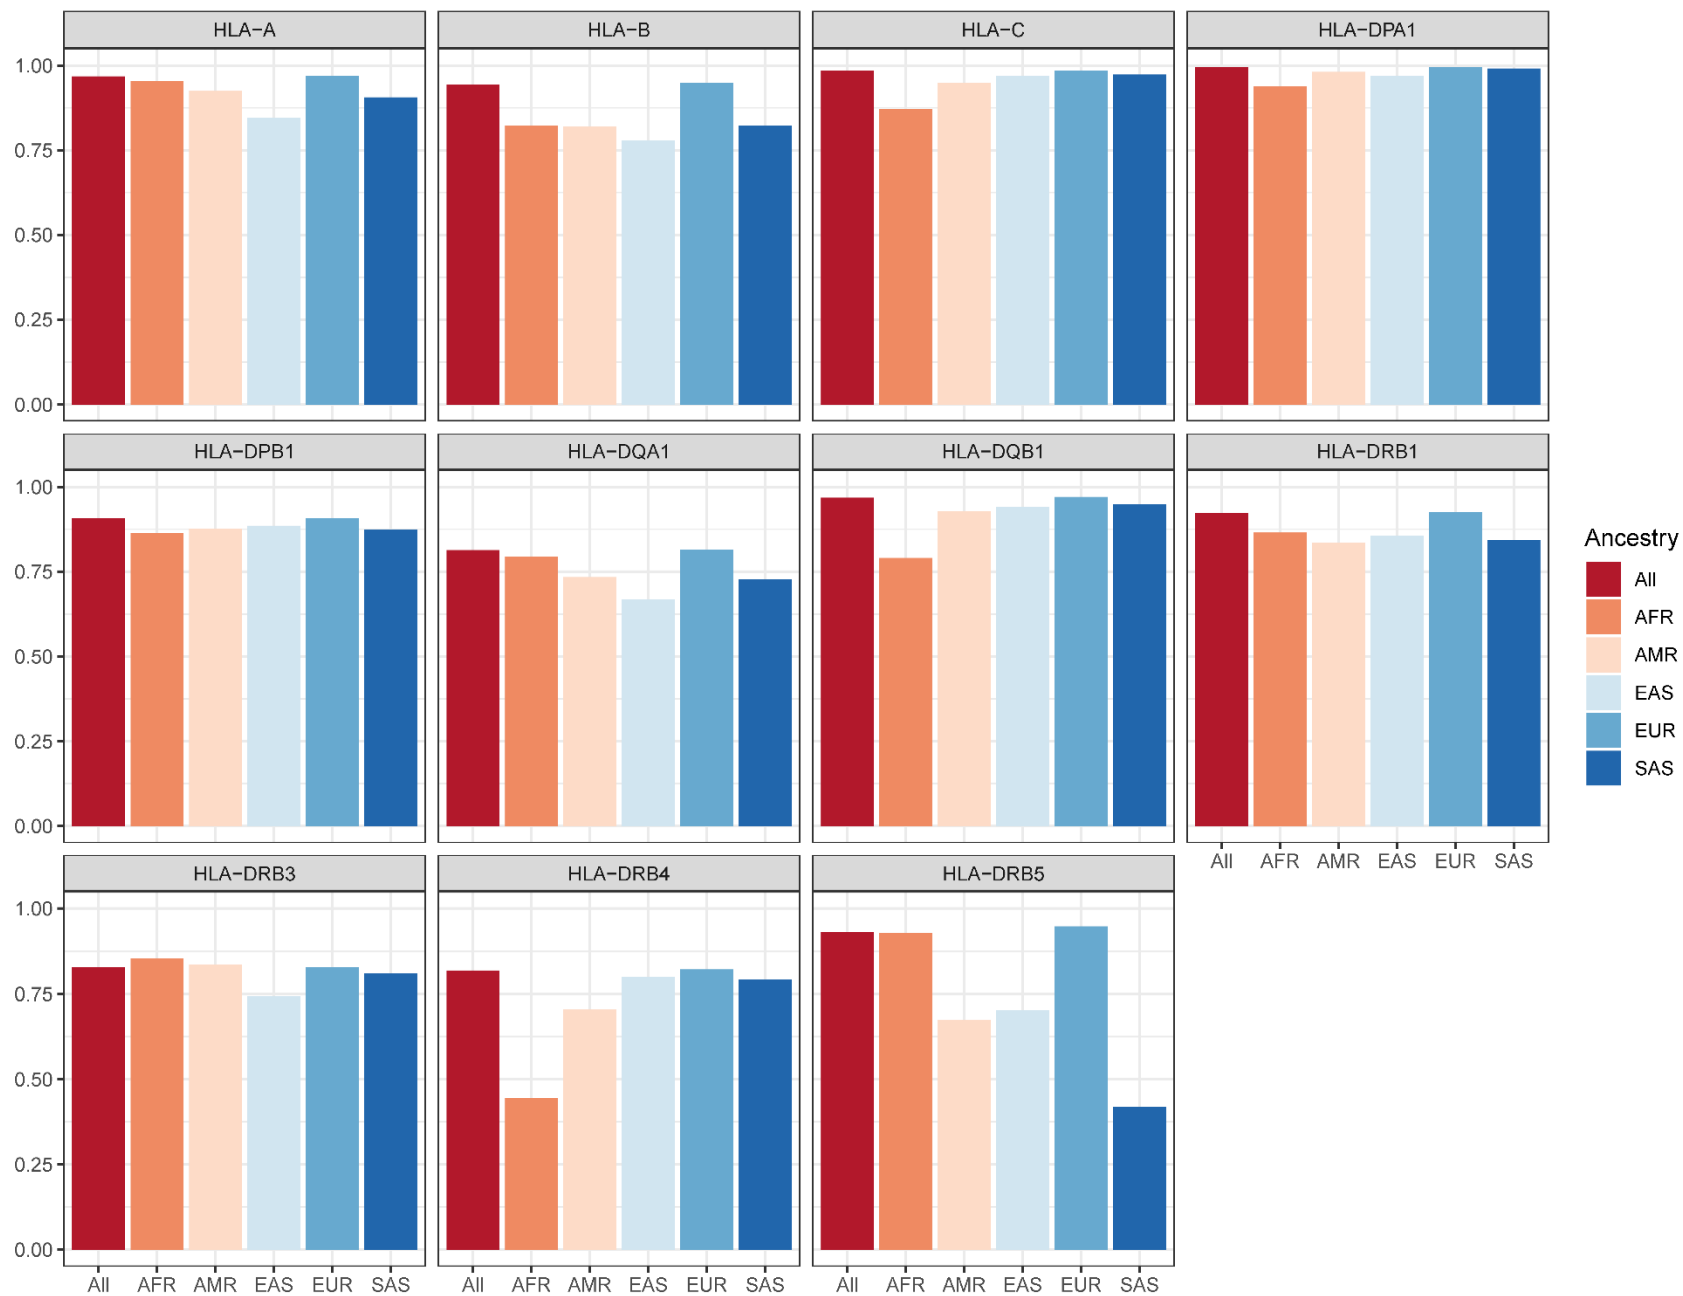 HLA−A HLA−B HLA−C HLA−DPA1
1.00
0.75
0.50
0.25
0.00
HLA−DPB1 HLA−DQA1 HLA−DQB1 HLA−DRB1
1.00
0.75
0.50
0.25
0.00
All AFR AMR EAS EUR SAS
HLA−DRB3 HLA−DRB4 HLA−DRB5
1.00
0.75
0.50
0.25
0.00
All AFR AMR EAS EUR SAS All AFR AMR EAS EUR SAS All AFR AMR EAS EUR SAS
Ancestry
All
AFR
AMR
EAS
EUR
SAS